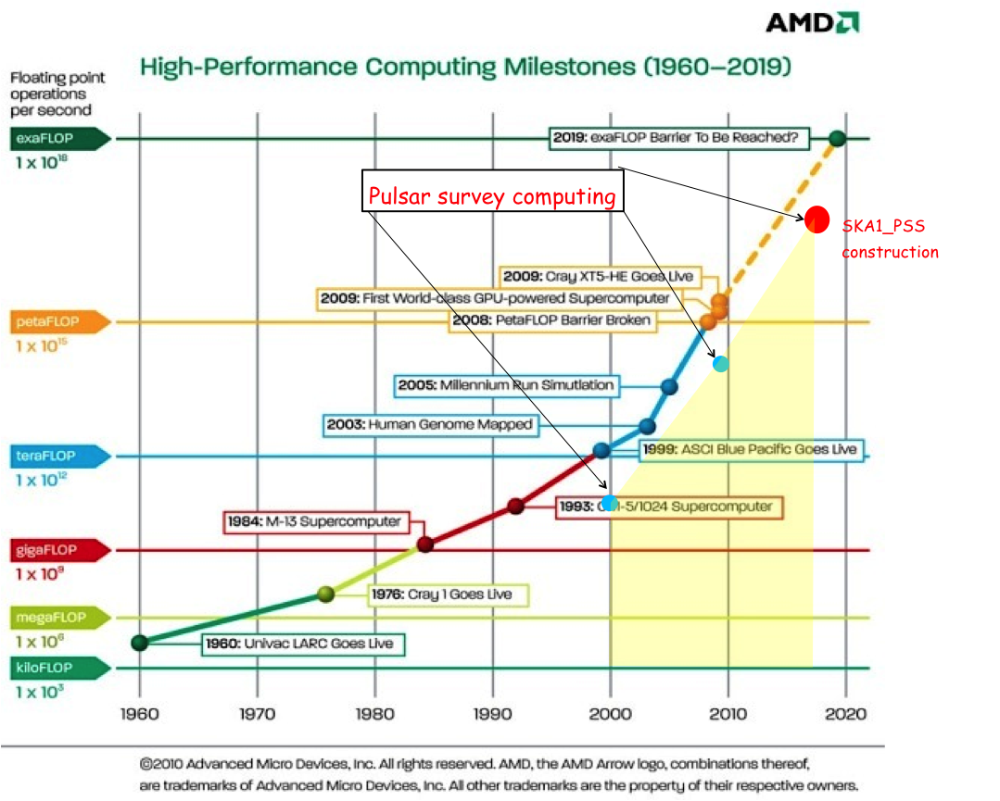 AMD
High-Performance Computing Milestones (1960–2019)
Floating point
operations
per second
exaFLOP
1 x 10¹⁸
2019: exaFLOP Barrier To Be Reached?
Pulsar survey computing
SKA1_PSS
construction
2009: Cray XT5-HE Goes Live
2009: First World-class GPU-powered Supercomputer
petaFLOP
2008: PetaFLOP Barrier Broken
1 x 10¹⁵
2005: Millennium Run Simutlation
2003: Human Genome Mapped
teraFLOP
1999: ASCI Blue Pacific Goes Live
1 x 10¹²
1993: -5/1024 Supercomputer
1984: M-13 Supercomputer
gigaFLOP
1 x 10⁹
1976: Cray 1 Goes Live
megaFLOP
1 x 10⁶
1960: Univac LARC Goes Live
kiloFLOP
1 x 10³
1960 1970 1980 1990 2000 2010 2020
©2010 Advanced Micro Devices, Inc. All rights reserved. AMD, the AMD Arrow logo, combinations thereof,
are trademarks of Advanced Micro Devices, Inc. All other trademarks are the property of their respective owners.